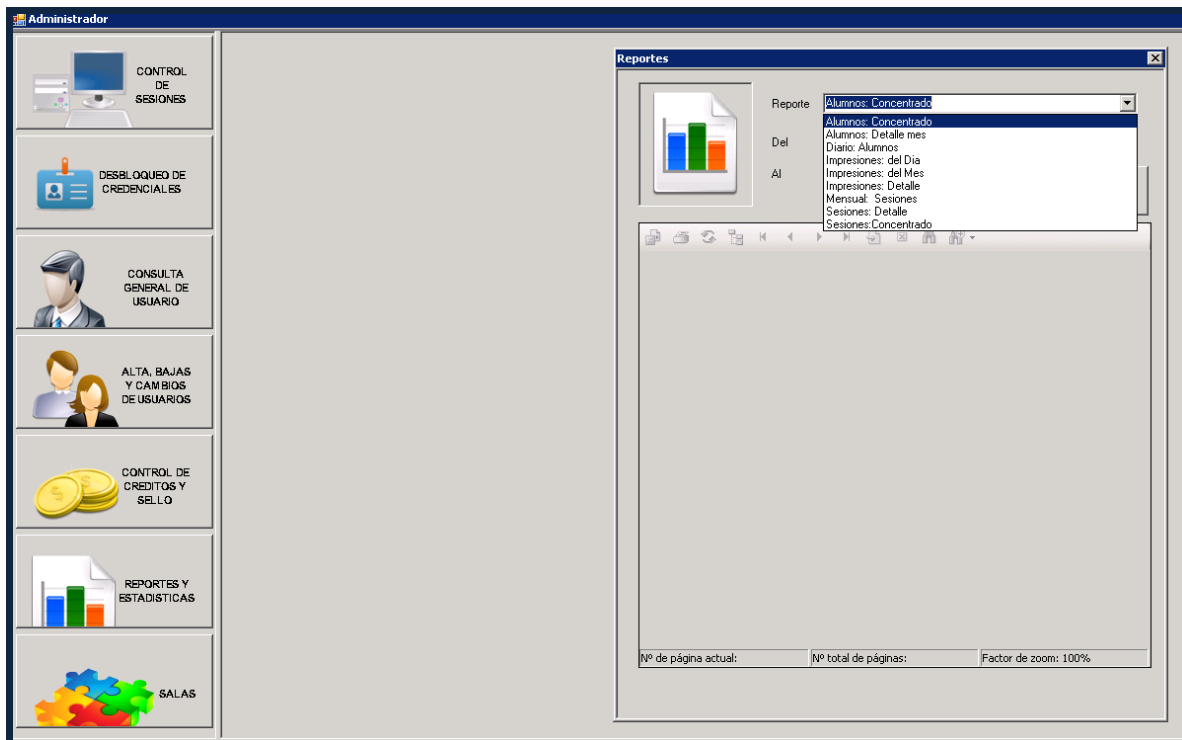 Administrador
CONTROL
DE
SESIONES
DESBLOQUEO DE
CREDENCIALES
CONSULTA
GENERAL DE
USUARIO
ALTA, BAJAS
Y CAMBIOS
DE USUARIOS
CONTROL DE
CREDITOS Y
SELLO
REPORTES Y
ESTADISTICAS
SALAS
Reportes
Reporte
Alumnos: Concentrado
Alumnos: Concentrado
Alumnos: Detalle mes
Diario: Alumnos
Impresiones: del Dia
Impresiones: del Mes
Impresiones: Detalle
Mensual: Sesiones
Sesiones: Detalle
Sesiones:Concentrado
Del
Al
Nº de página actual:
Nº total de páginas:
Factor de zoom: 100%